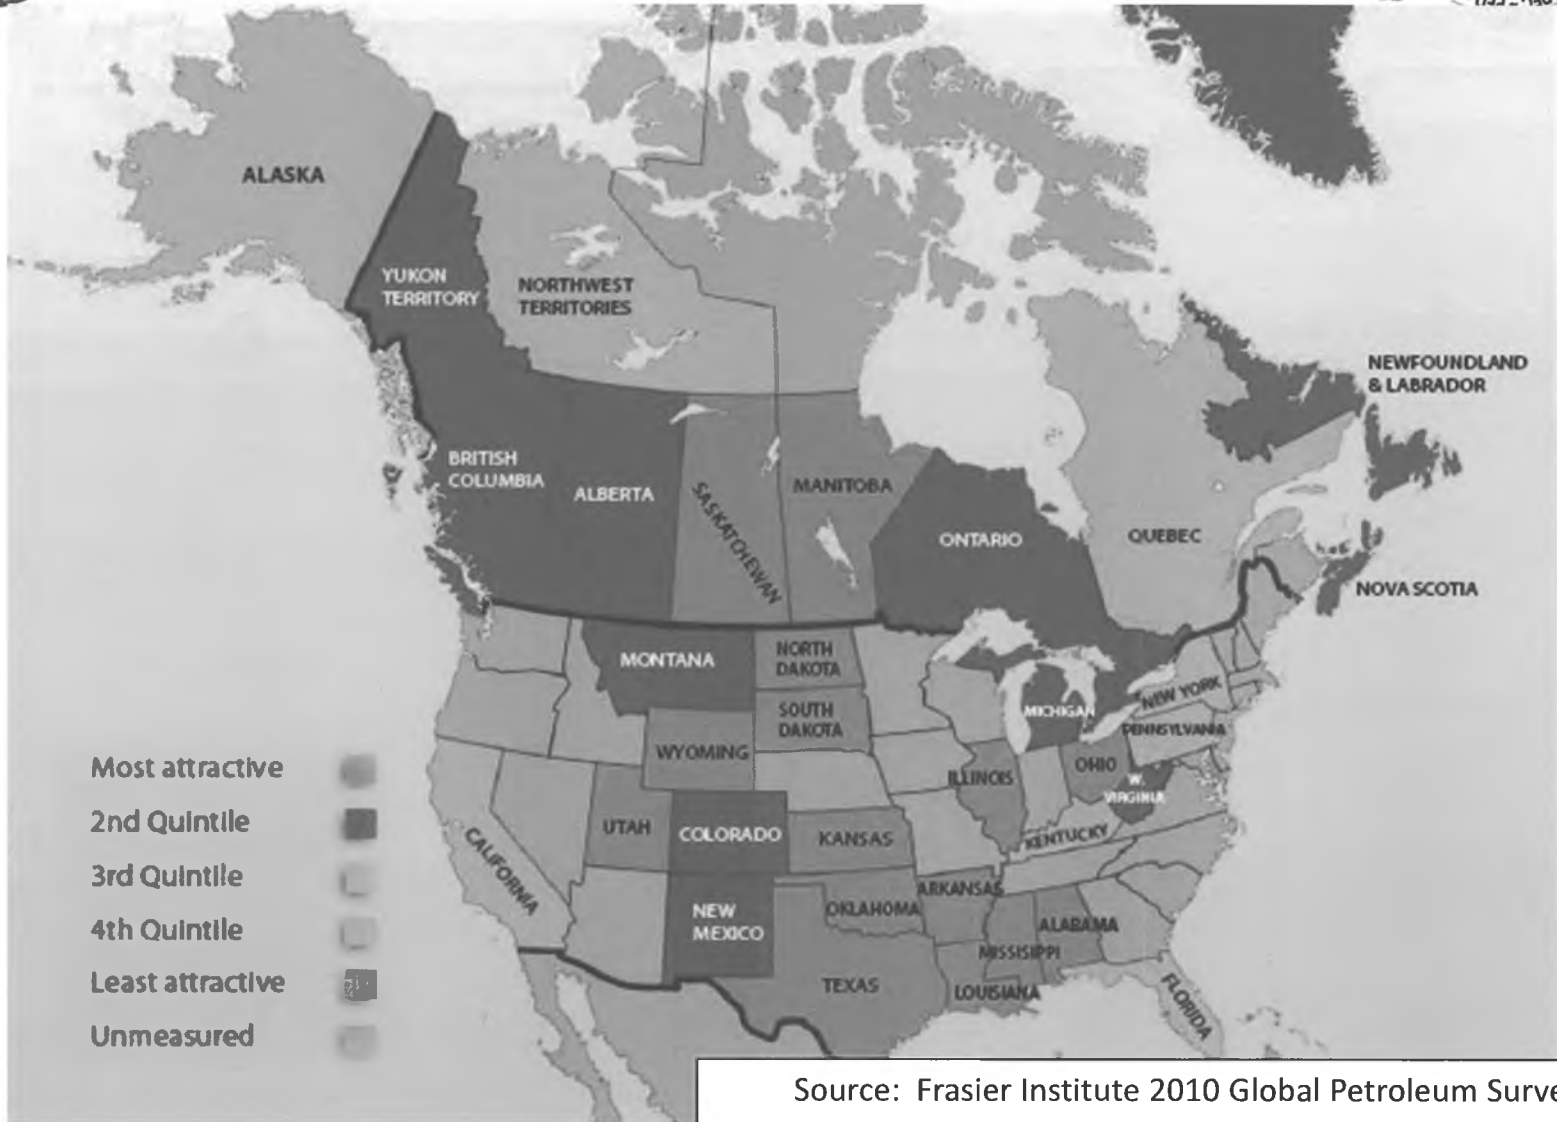 ALASKA
YUKON
TERRITORY
NORTHWEST
TERRITORIES
NEWFOUNDLAND
& LABRADOR
BRITISH
COLUMBIA
ALBERTA
SASKATCHEWAN
MANITOBA
ONTARIO
QUEBEC
NOVA SCOTIA
MONTANA
NORTH
DAKOTA
SOUTH
DAKOTA
WYOMING
MICHIGAN
NEW YORK
PENNSYLVANIA
ILLINOIS
OHIO
W.
VIRGINIA
UTAH
COLORADO
KANSAS
KENTUCKY
CALIFORNIA
NEW
MEXICO
OKLAHOMA
ARKANSAS
ALABAMA
MISSISIPPI
TEXAS
LOUISIANA
FLORIDA
Most attractive
2nd Quintile
3rd Quintile
4th Quintile
Least attractive
Unmeasured
Source: Frasier Institute 2010 Global Petroleum Surve